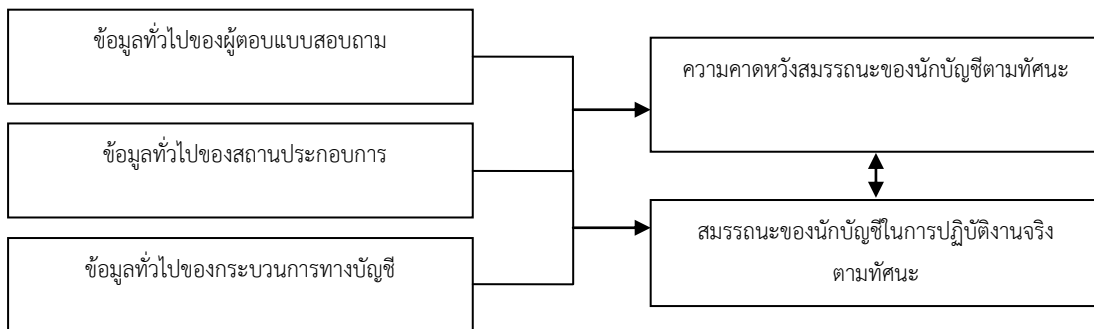 ข้อมูลทั่วไปของผู้ตอบแบบสอบถาม
ข้อมูลทั่วไปของสถานประกอบการ
ข้อมูลทั่วไปของกระบวนการทางบัญชี
ความคาดหวังสมรรถนะของนักบัญชีตามทัศนะ
สมรรถนะของนักบัญชีในการปฏิบัติงานจริง
ตามทัศนะ